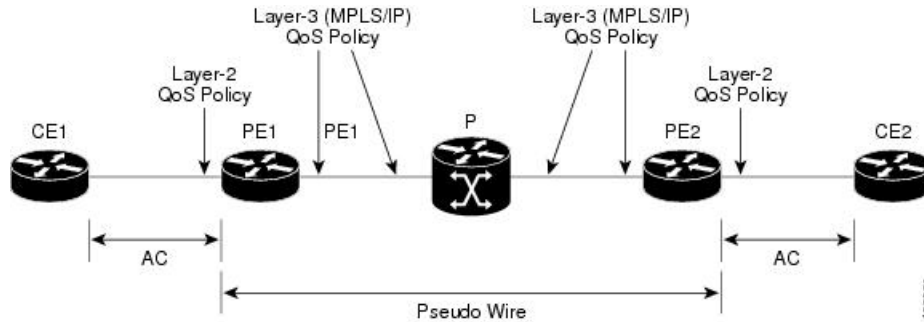 Layer-3 (MPLS/IP)
QoS Policy
Layer-3 (MPLS/IP)
QoS Policy
Layer-2
QoS Policy
Layer-2
QoS Policy
CE1
PE1
PE1
P
PE2
CE2
AC
AC
Pseudo Wire